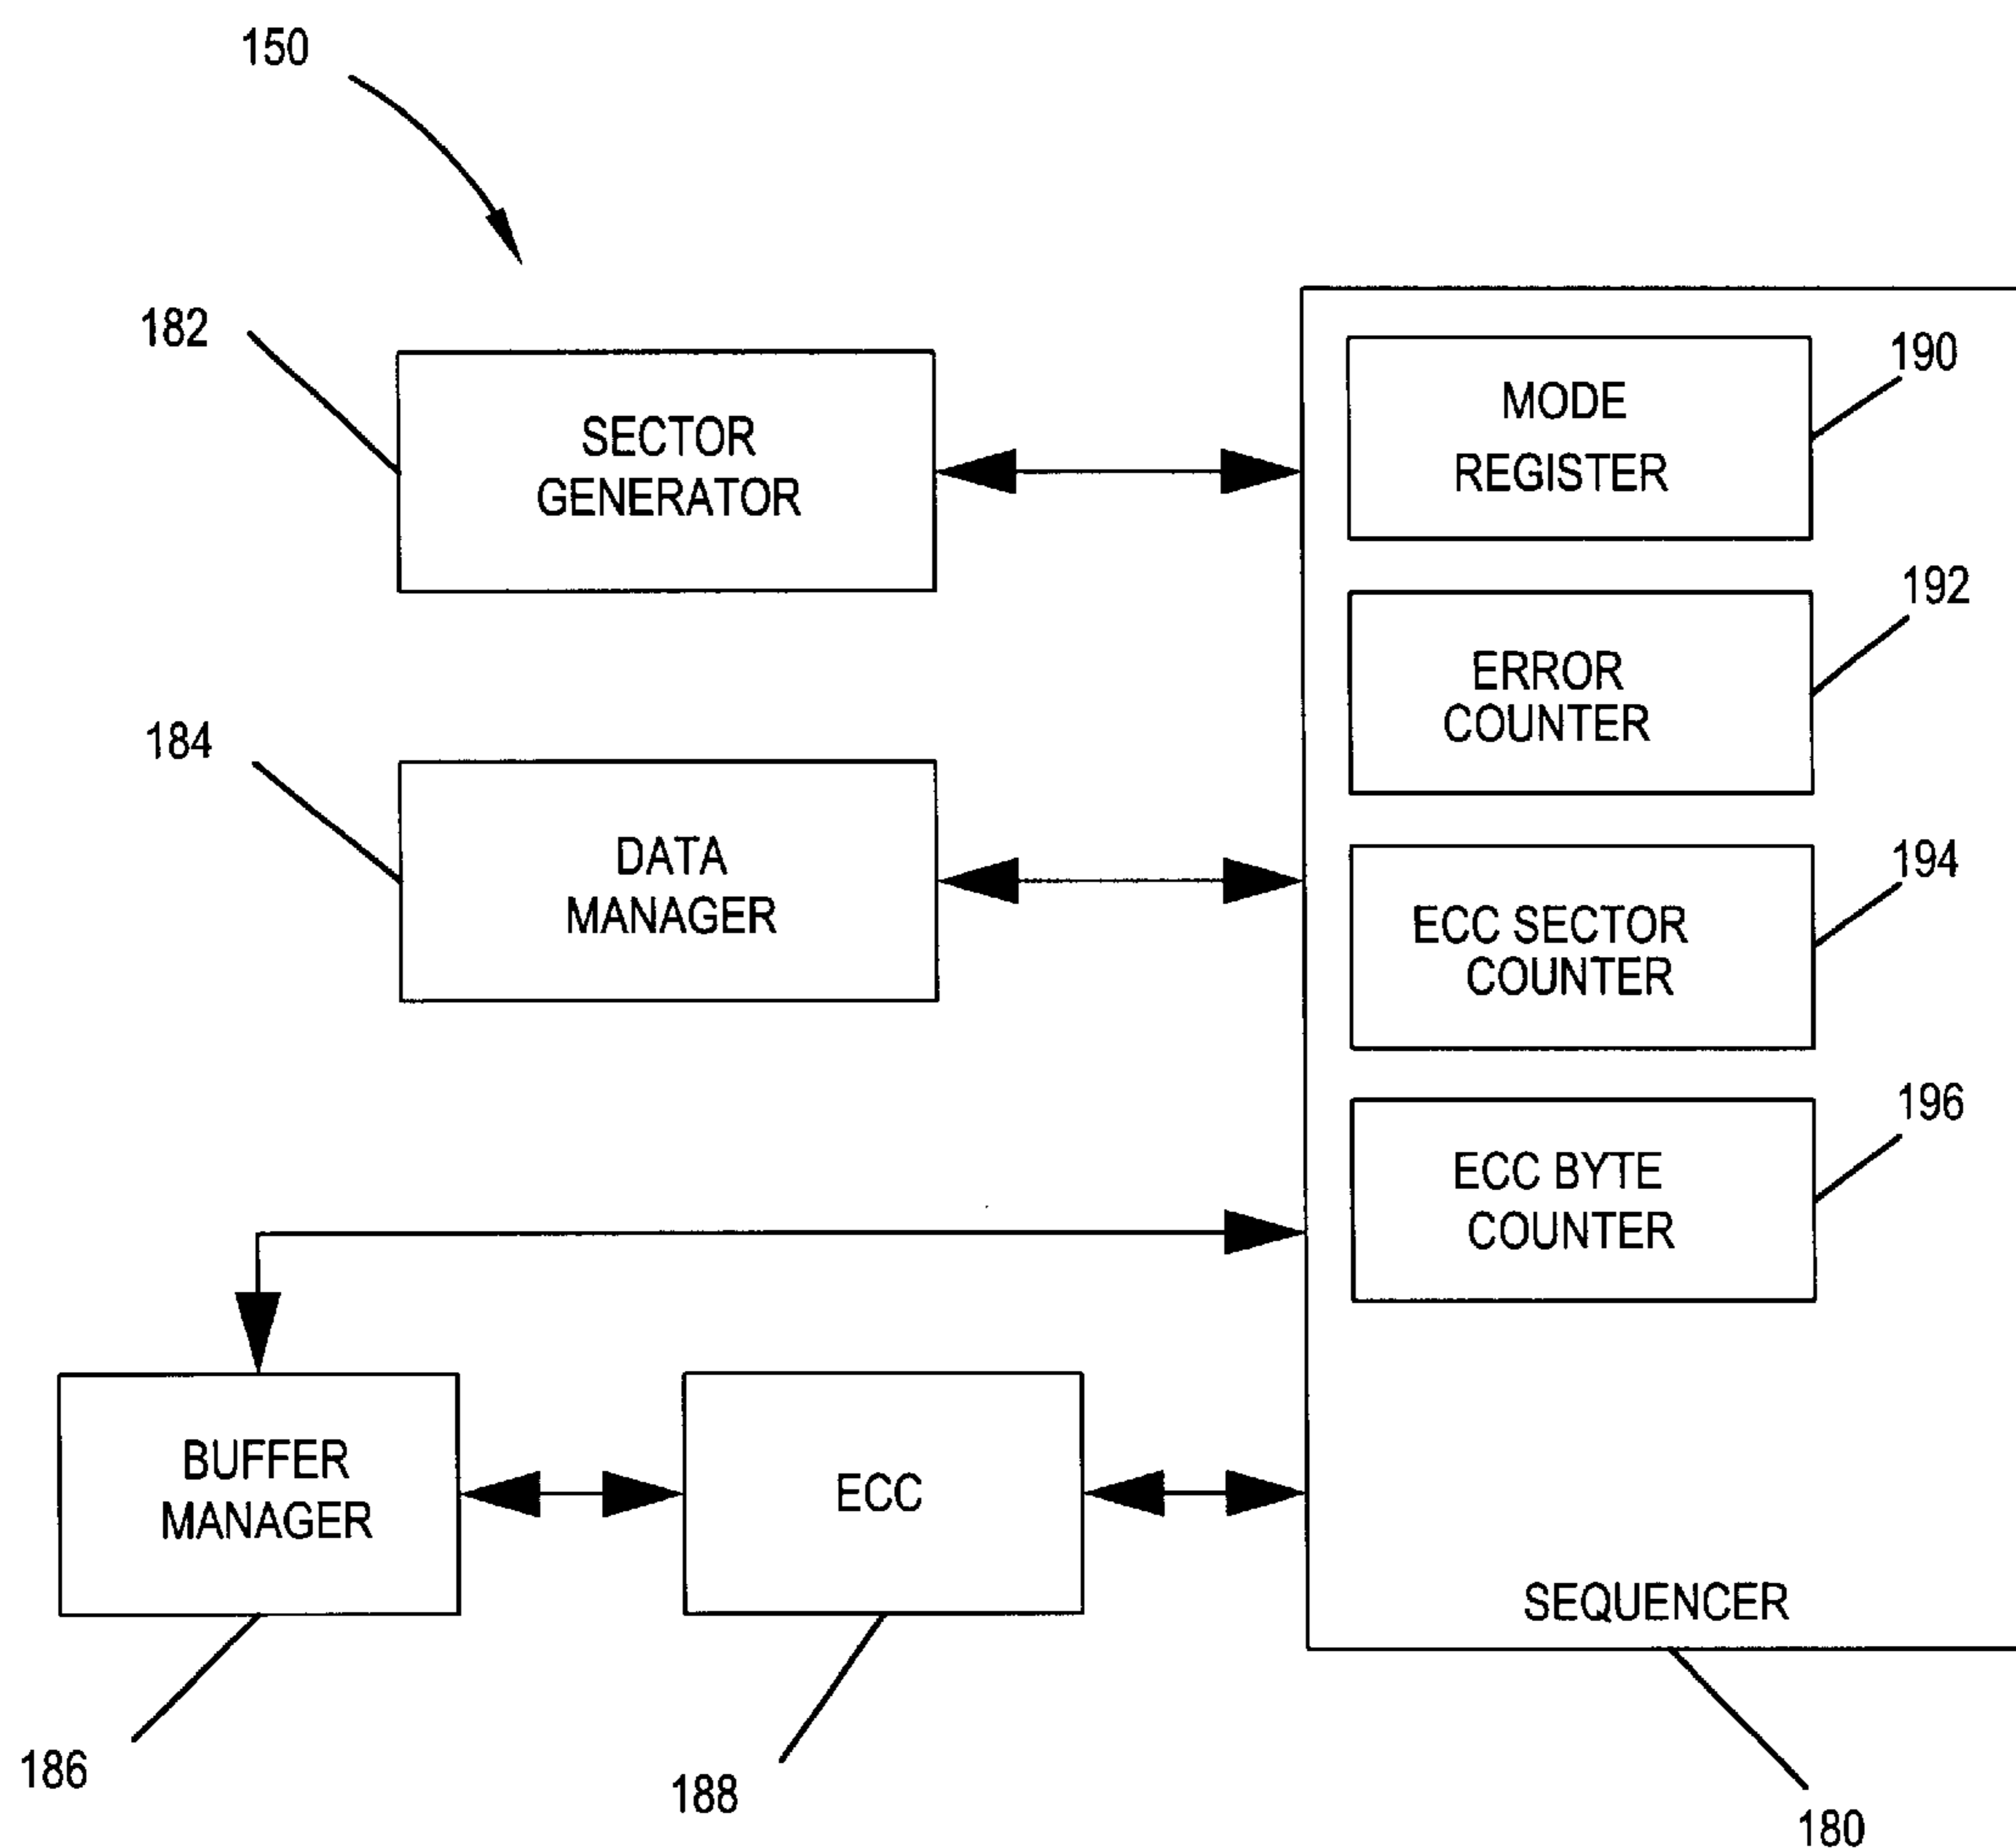 150
182
SECTOR
GENERATOR
190
MODE
REGISTER
192
ERROR
COUNTER
184
DATA
MANAGER
194
ECC SECTOR
COUNTER
196
ECC BYTE
COUNTER
BUFFER
MANAGER
ECC
SEQUENCER
186
188
180